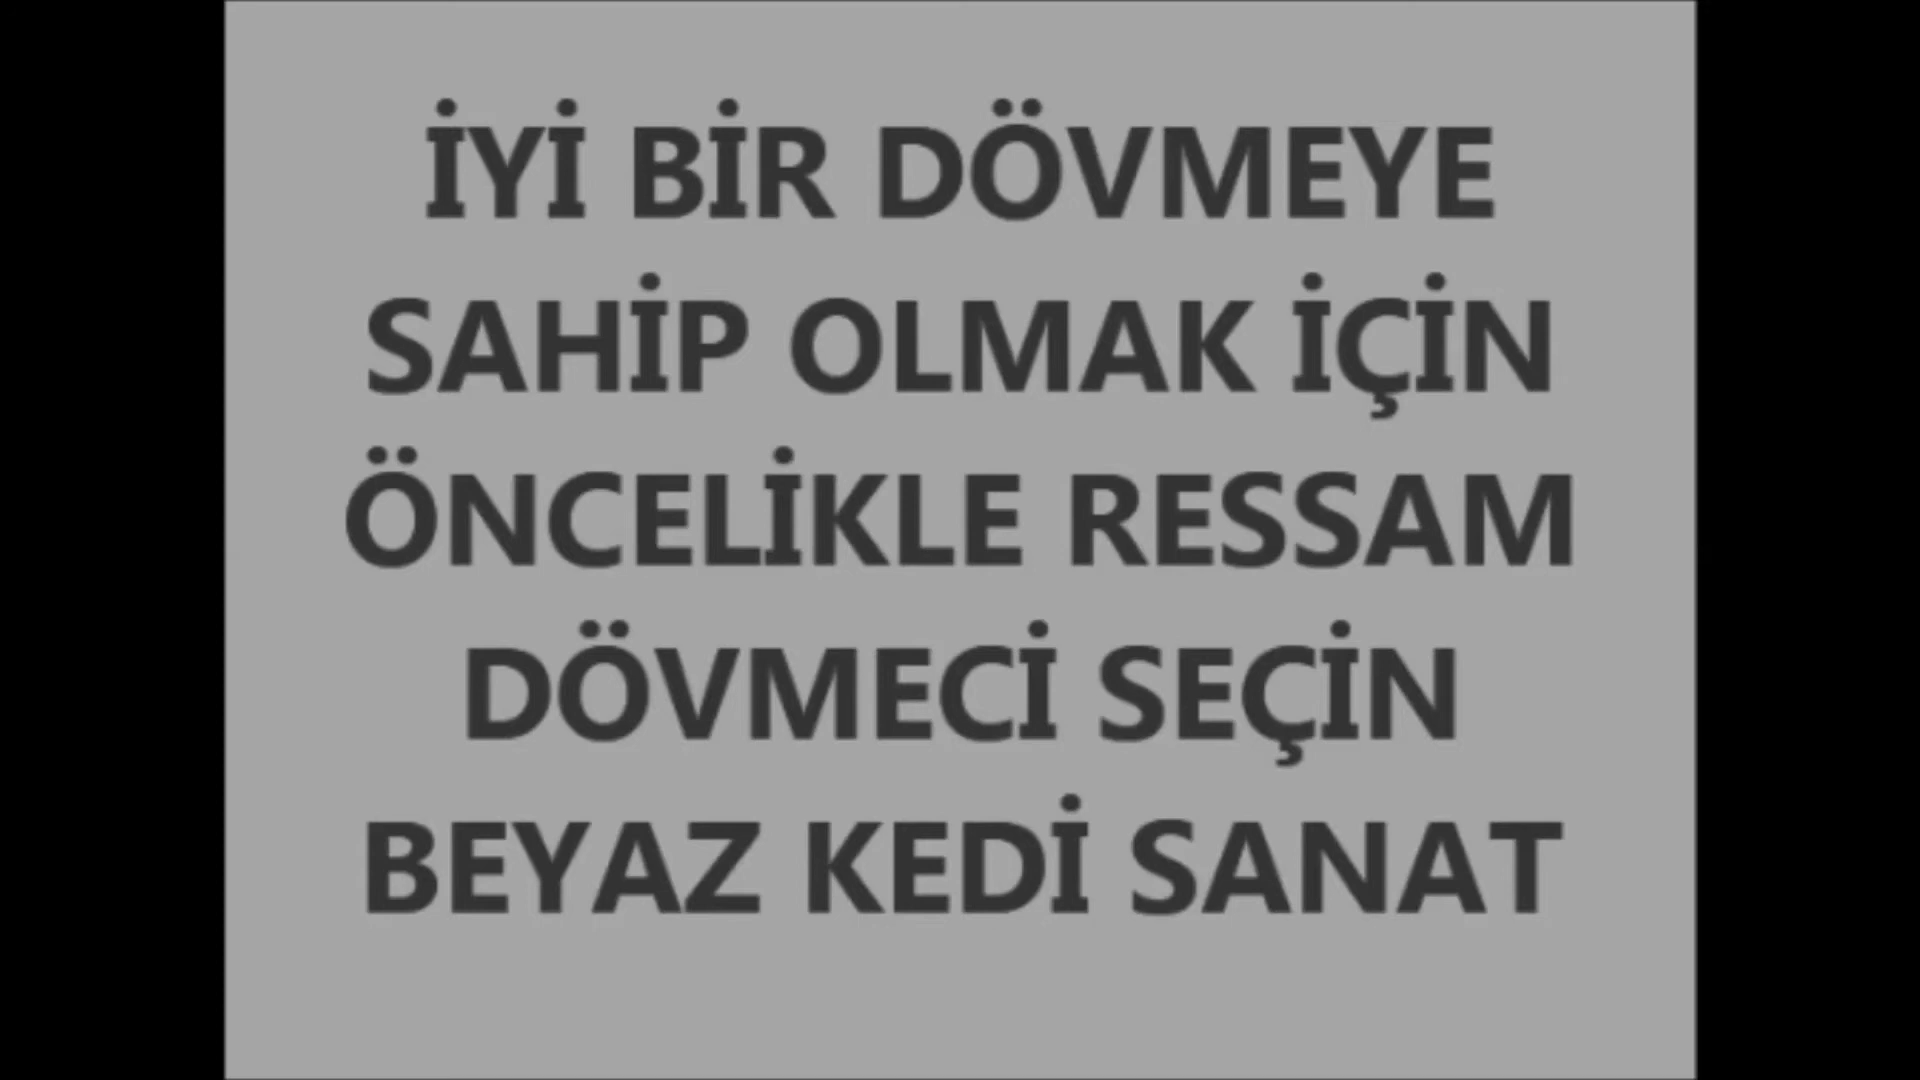 İYİ BİR DÖVMEYE
SAHİP OLMAK İÇİN
ÖNCELİKLE RESSAM
DÖVMECİ SEÇİN
BEYAZ KEDİ SANAT